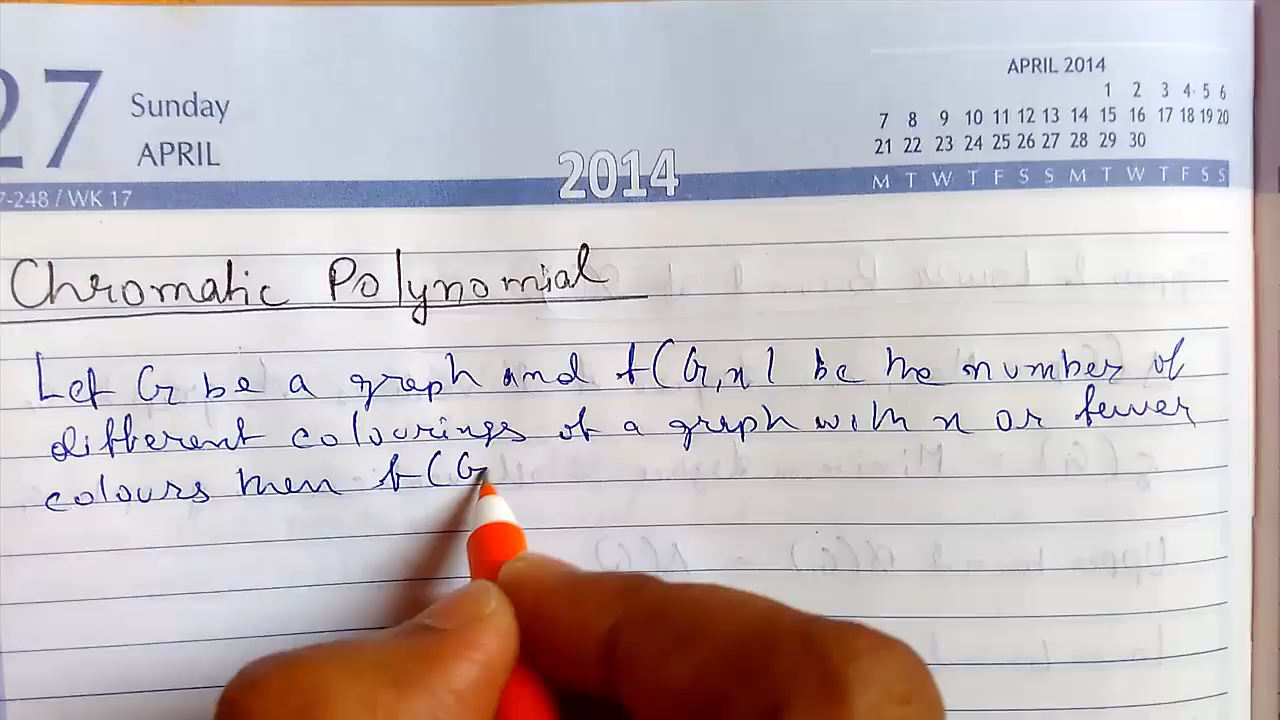 27
Sunday
APRIL
7-248 / WK 17
2014
APRIL 2014
1 2 3 4 5 6
7 8 9 10 11 12 13 14 15 16 17 18 19 20
21 22 23 24 25 26 27 28 29 30
M T W T F S S M T W T F S S
Chromatic Polynomial
Let G be a graph and f(G,n) be the number of
different colourings of a graph with n or fewer
colours then f(G